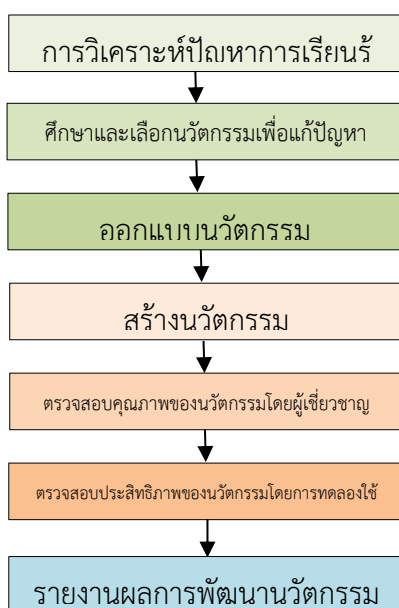 การวิเคราะห์ปัญหาการเรียนรู้
ศึกษาและเลือกนวัตกรรมเพื่อแก้ปัญหา
ออกแบบนวัตกรรม
สร้างนวัตกรรม
ตรวจสอบคุณภาพของนวัตกรรมโดยผู้เชี่ยวชาญ
ตรวจสอบประสิทธิภาพของนวัตกรรมโดยการทดลองใช้
รายงานผลการพัฒนานวัตกรรม